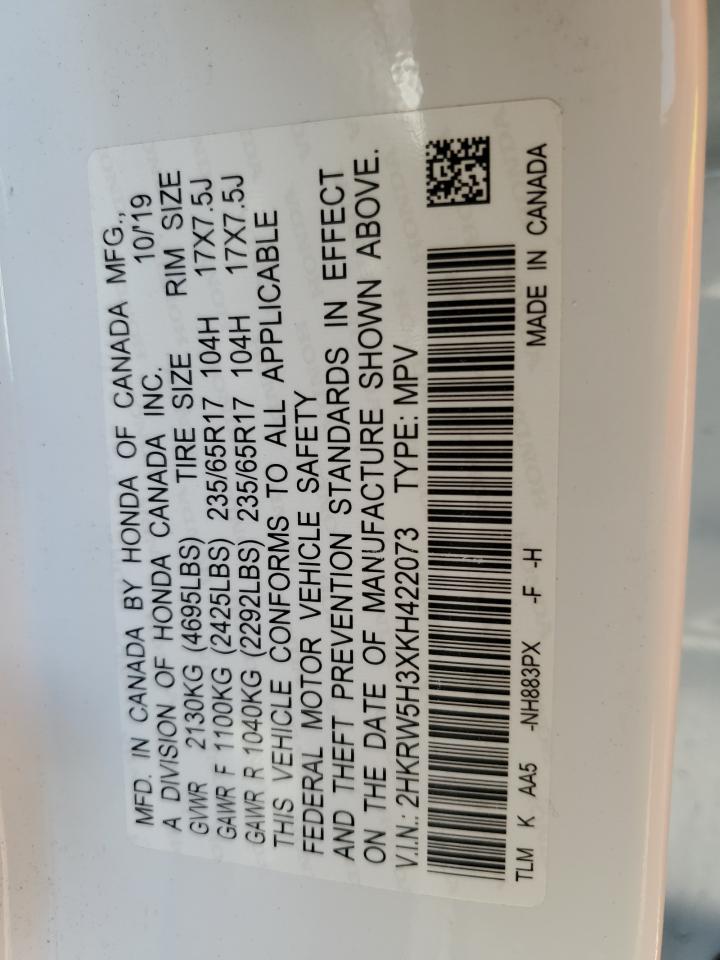 MFD. IN CANADA BY HONDA OF CANADA MFG.,
A DIVISION OF HONDA CANADA INC. 10/'19
GVWR 2130KG (4695LBS) TIRE SIZE RIM SIZE
GAWR F 1100KG (2425LBS) 235/65R17 104H 17X7.5J
GAWR R 1040KG (2292LBS) 235/65R17 104H 17X7.5J
THIS VEHICLE CONFORMS TO ALL APPLICABLE
FEDERAL MOTOR VEHICLE SAFETY
AND THEFT PREVENTION STANDARDS IN EFFECT
ON THE DATE OF MANUFACTURE SHOWN ABOVE.
V.I.N.: 2HKRW5H3XKH422073 TYPE: MPV
TLM K AA5 -NH883PX -F -H MADE IN CANADA